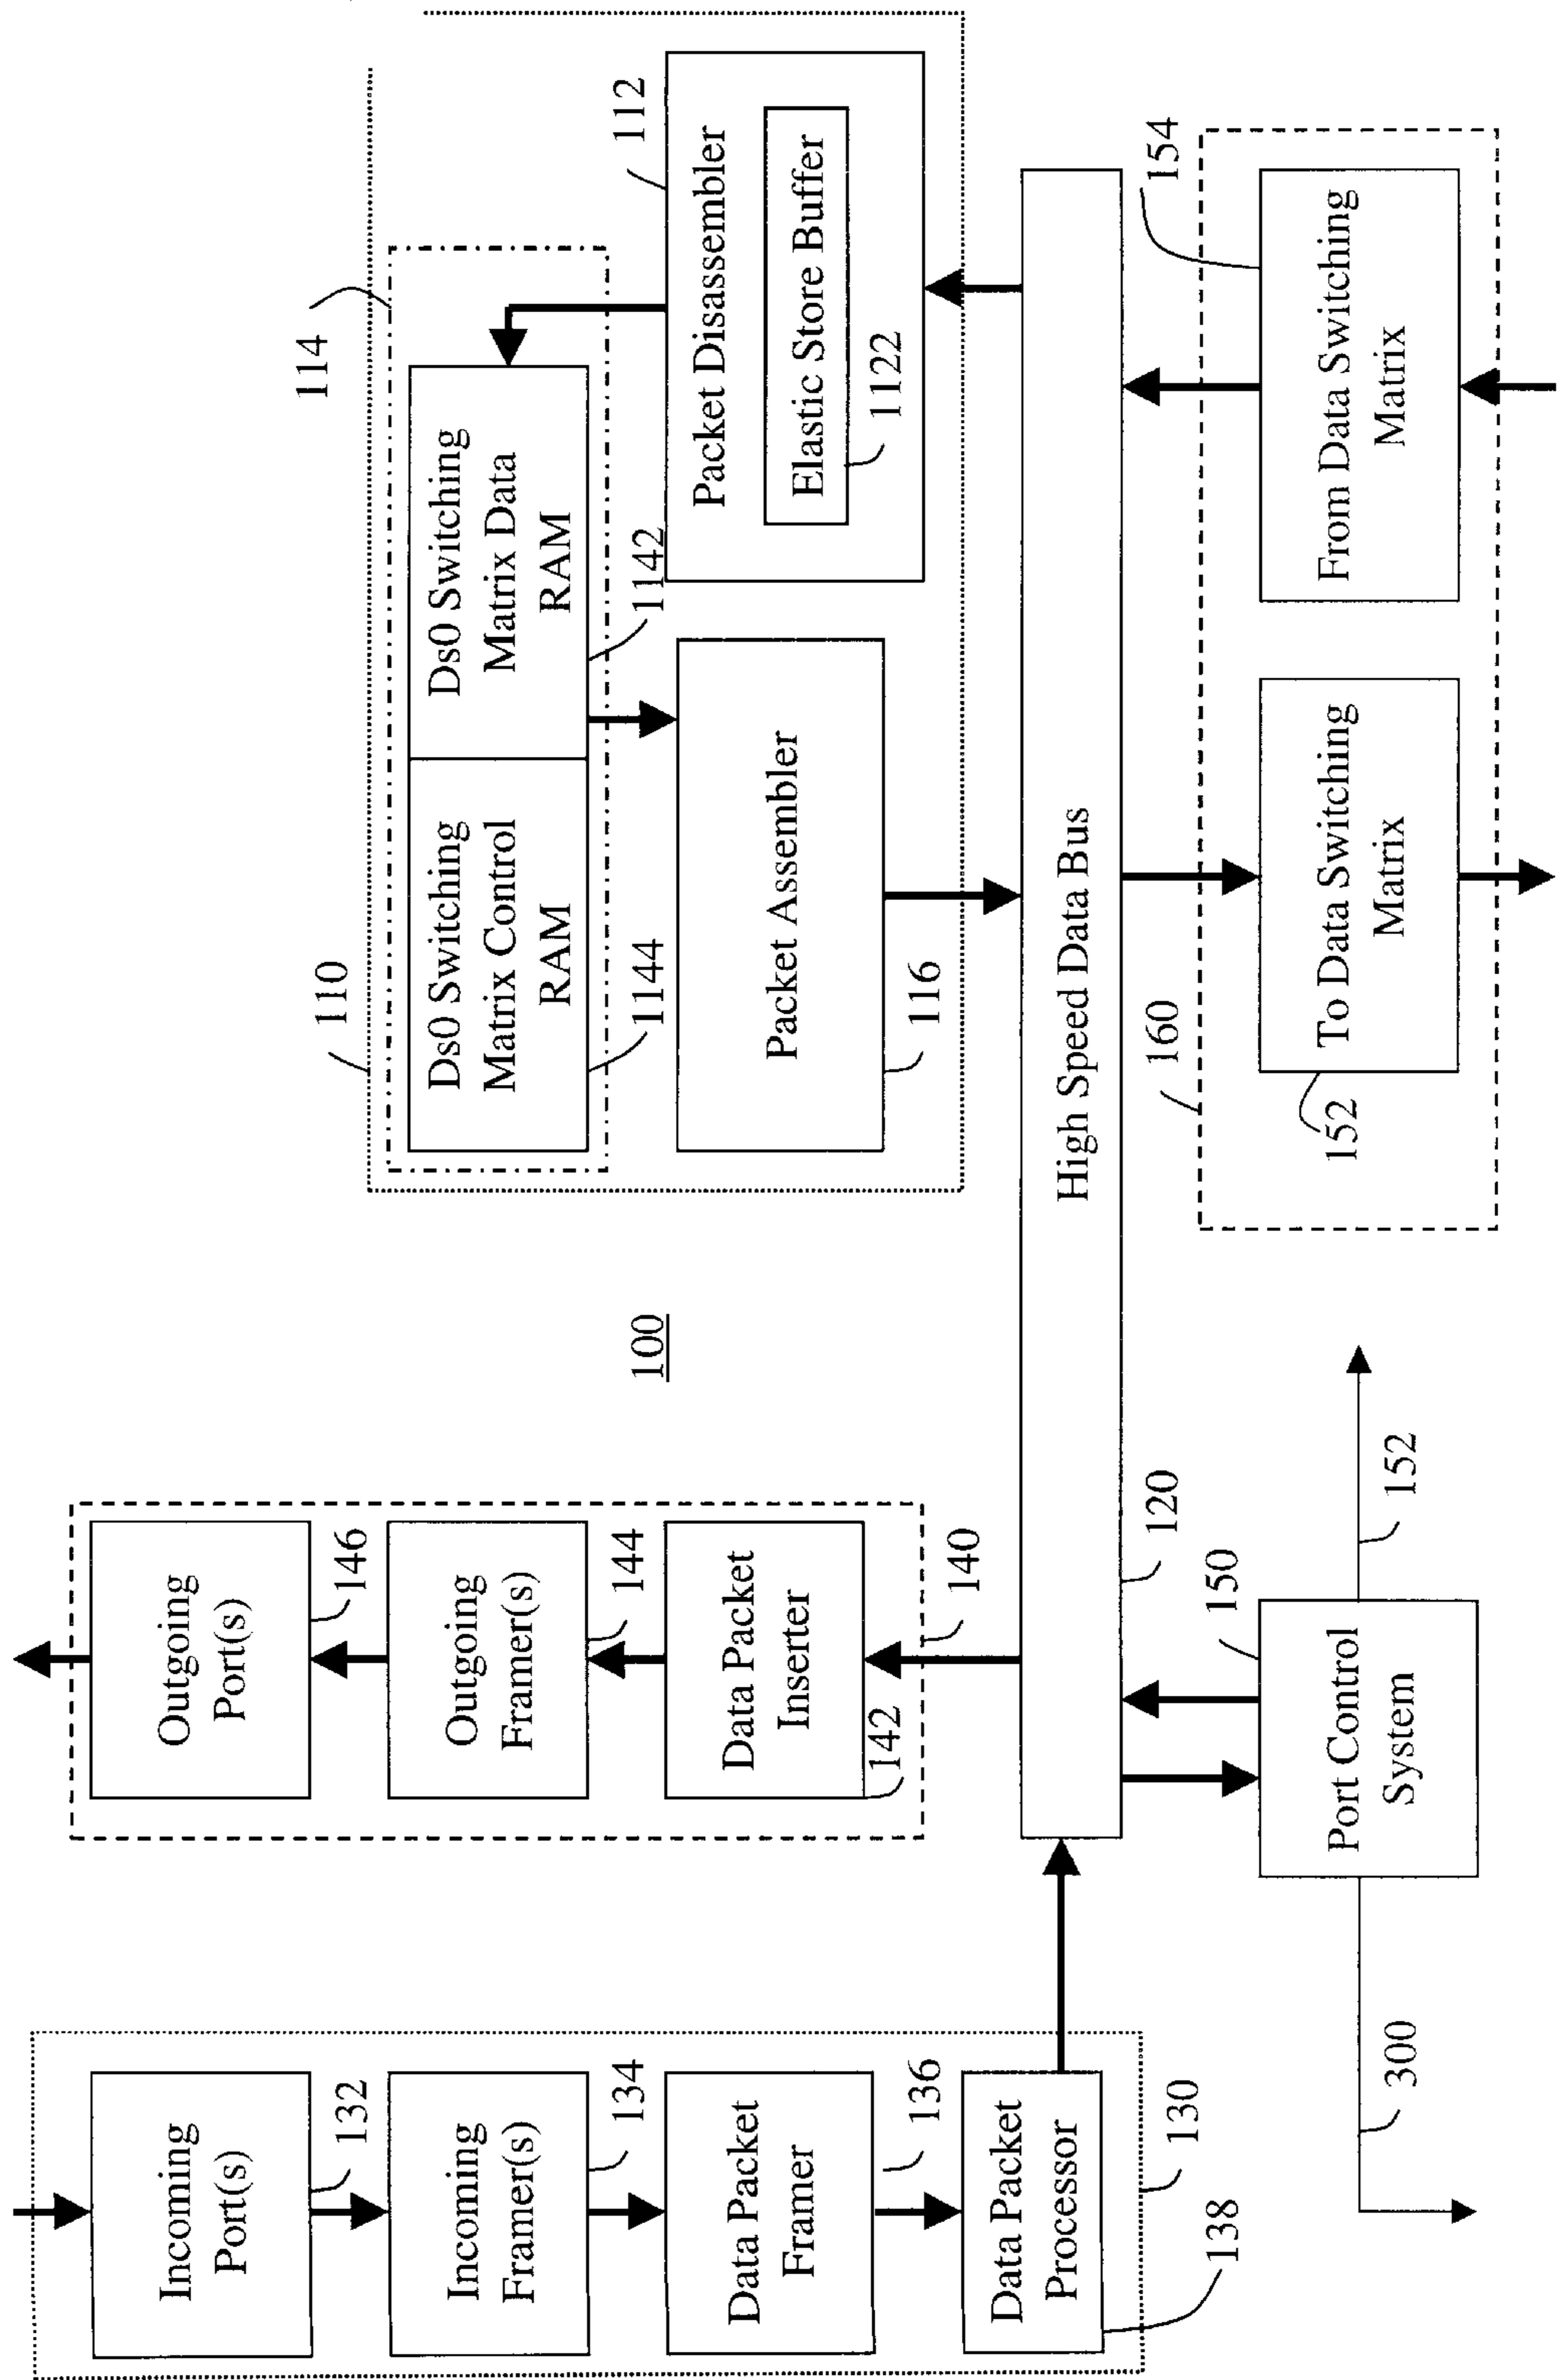 Incoming
Port(s)
132
Incoming
Framer(s)
134
Data Packet
Framer
136
Data Packet
Processor
138
130
Outgoing
Port(s)
146
Outgoing
Framer(s)
144
Data Packet
Inserter
142
140
100
110
114
Ds0 Switching
Matrix Control
RAM
1144
Ds0 Switching
Matrix Data
RAM
1142
112
Packet Disassembler
Elastic Store Buffer
1122
Packet Assembler
116
High Speed Data Bus
120
Port Control
System
150
152
300
160
To Data Switching
Matrix
152
From Data Switching
Matrix
154